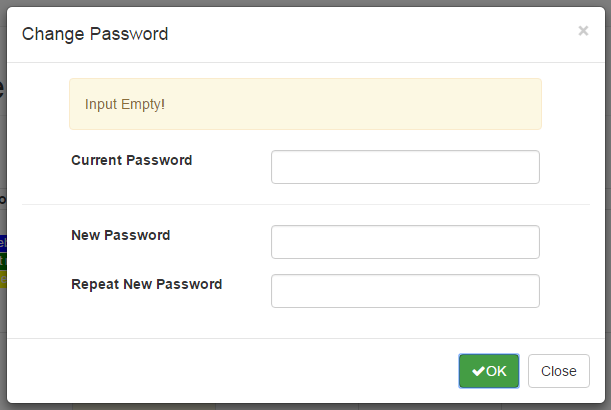 Change Password
×
Input Empty!
Current Password
New Password
Repeat New Password
✔OK
Close